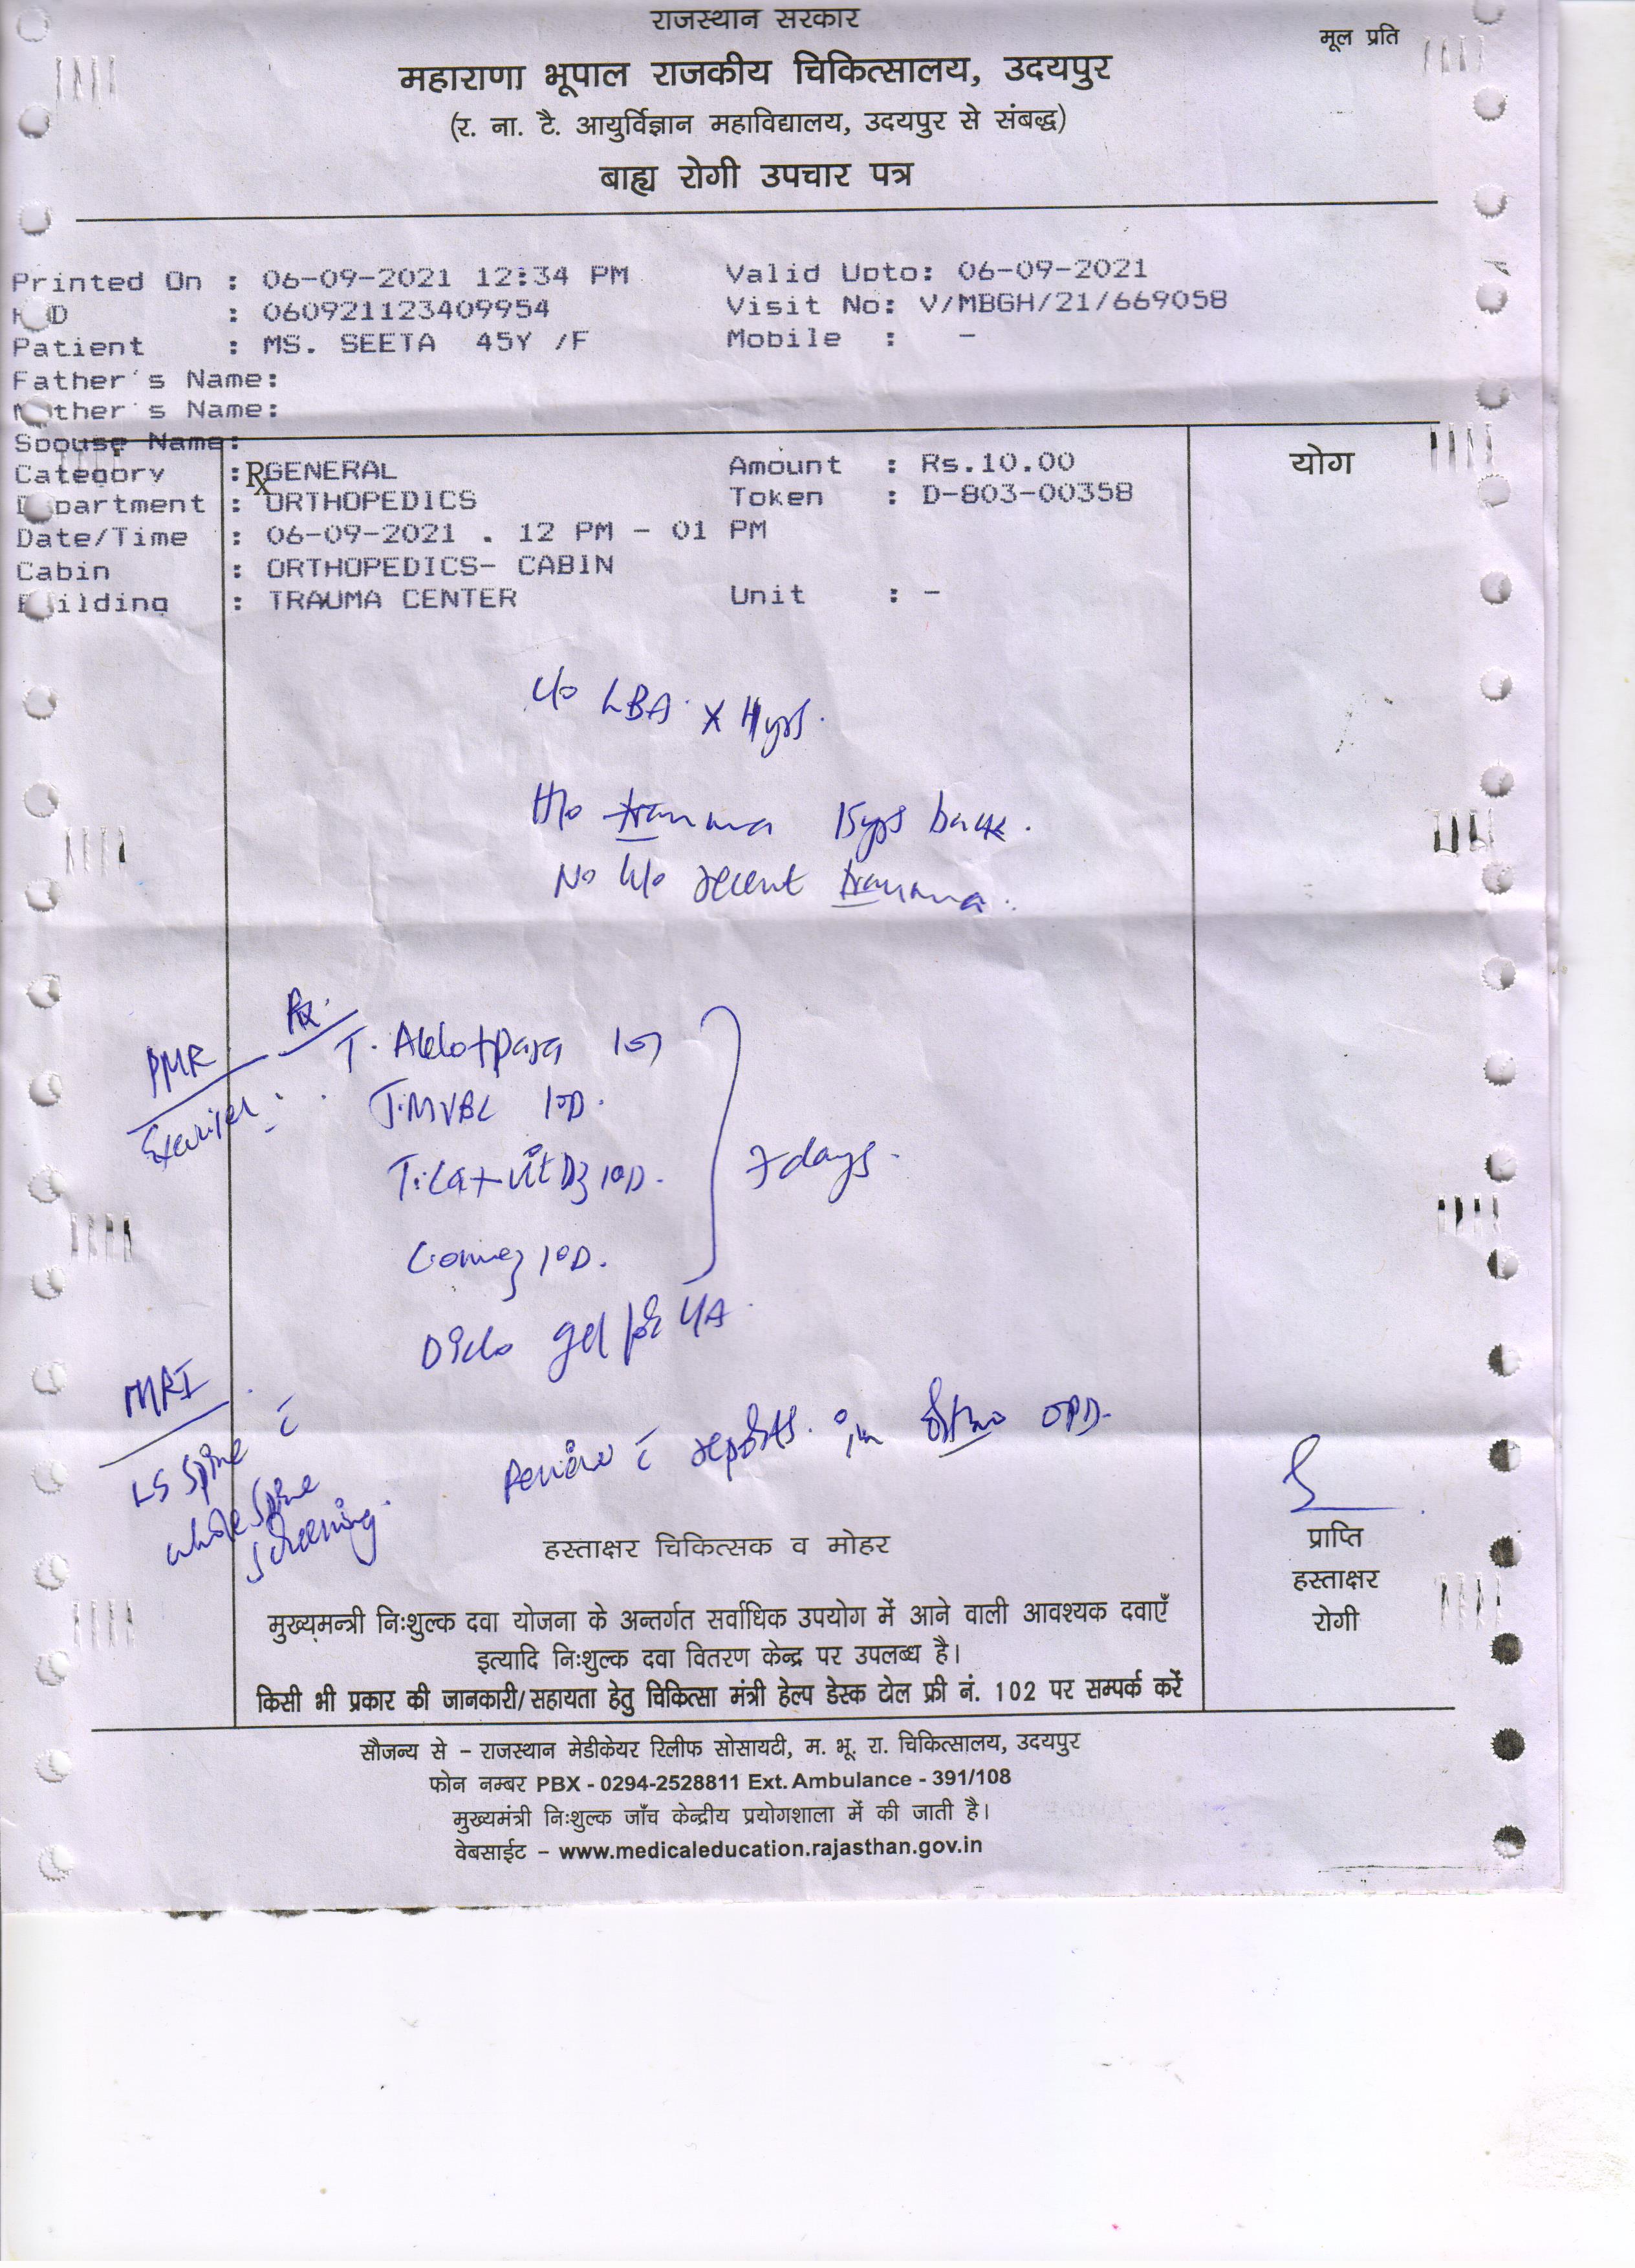 राजस्थान सरकार
मूल प्रति
महाराणा भूपाल राजकीय चिकित्सालय, उदयपुर
(र. ना. टै. आयुर्विज्ञान महाविद्यालय, उदयपुर से संबद्ध)
बाह्य रोगी उपचार पत्र
Printed On : 06-09-2021 12:34 PM Valid Upto: 06-09-2021
: 060921123409954 Visit No: V/MBGH/21/669058
Patient : MS. SEETA 45Y /F Mobile : -
Father's Name:
Mother's Name:
Spouse Name:
Category : GENERAL Amount : Rs.10.00
योग
Department : ORTHOPEDICS Token : D-803-00358
Date/Time : 06-09-2021 . 12 PM - 01 PM
Cabin : ORTHOPEDICS- CABIN
Building : TRAUMA CENTER Unit : -
c/o LBA x 4yrs.
H/o trauma 15yrs back.
No h/o recent trauma.
Rx.
PMR
Exercises
T. Aceclo+para
T. MVBC 1OD.
T. Ca+vit D3 1OD.
1OD.
7 days.
Diclo gel for L/A
MRI
LS Spine c
whole spine
screening.
Review c reports. in Ortho OPD.
हस्ताक्षर चिकित्सक व मोहर
प्राप्ति
हस्ताक्षर
रोगी
मुख्यमन्त्री निःशुल्क दवा योजना के अन्तर्गत सर्वाधिक उपयोग में आने वाली आवश्यक दवाएँ
इत्यादि निःशुल्क दवा वितरण केन्द्र पर उपलब्ध है।
किसी भी प्रकार की जानकारी/सहायता हेतु चिकित्सा मंत्री हेल्प डेस्क टोल फ्री नं. 102 पर सम्पर्क करें
सौजन्य से – राजस्थान मेडीकेयर रिलीफ सोसायटी, म. भू. रा. चिकित्सालय, उदयपुर
फोन नम्बर PBX - 0294-2528811 Ext. Ambulance - 391/108
मुख्यमंत्री निःशुल्क जाँच केन्द्रीय प्रयोगशाला में की जाती है।
वेबसाईट – www.medicaleducation.rajasthan.gov.in